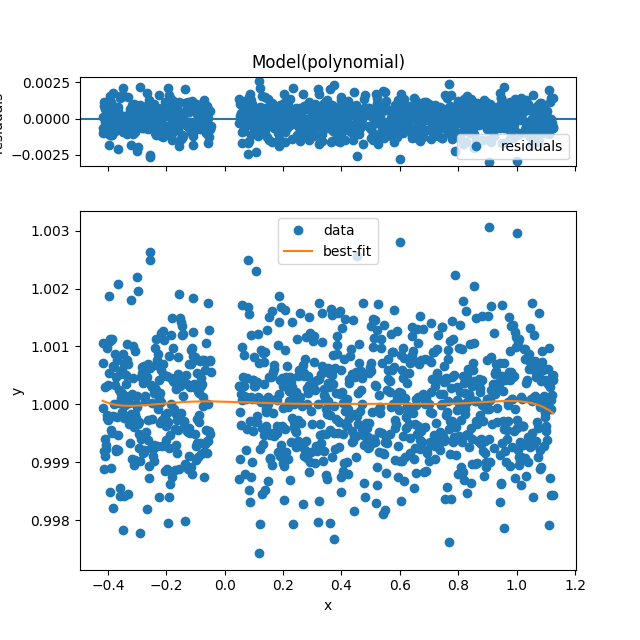 Model(polynomial)
0.0025
0.0000
−0.0025
residuals
residuals
1.003
1.002
1.001
1.000
0.999
0.998
data
best-fit
y
−0.4
−0.2
0.0
0.2
0.4
0.6
0.8
1.0
1.2
x